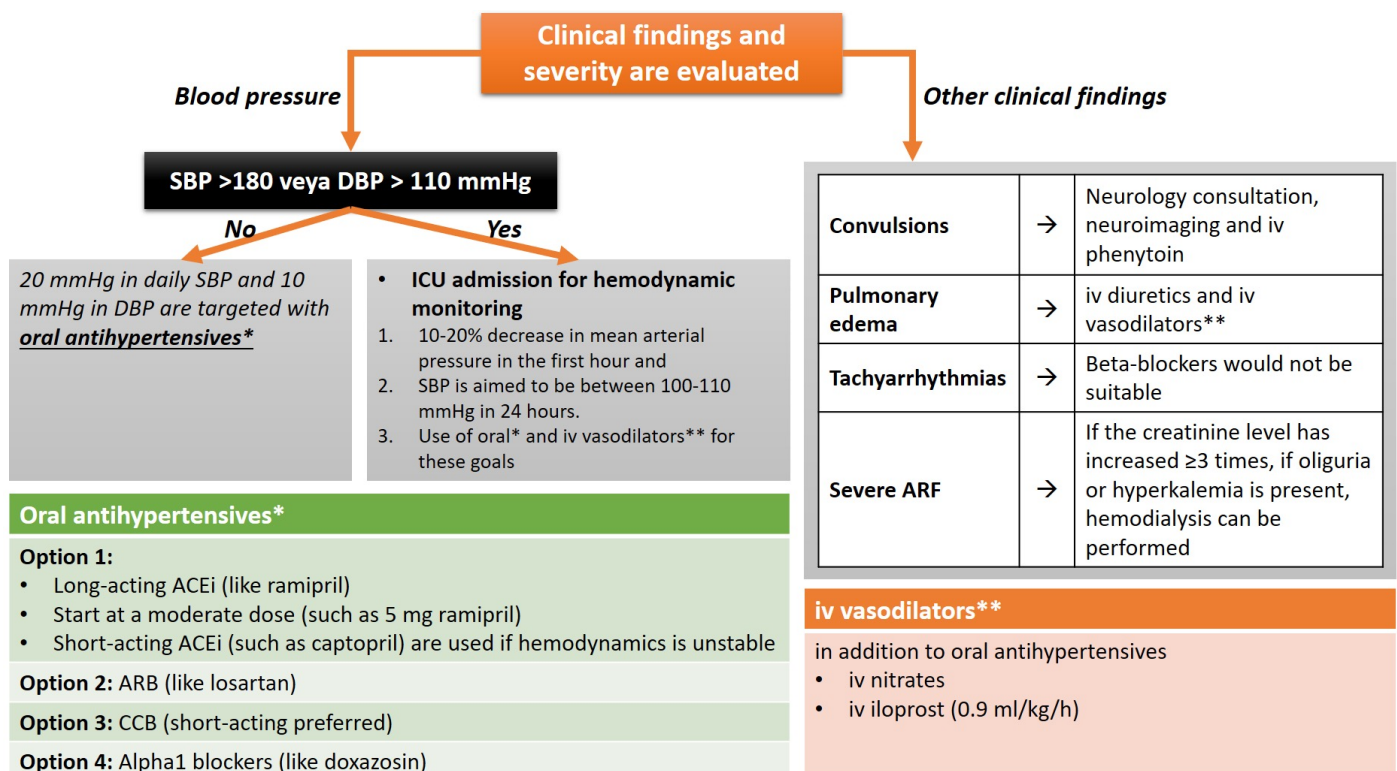 Clinical findings and
severity are evaluated
Blood pressure
Other clinical findings
SBP >180 veya DBP > 110 mmHg
No
Yes
20 mmHg in daily SBP and 10
mmHg in DBP are targeted with
oral antihypertensives*
• ICU admission for hemodynamic
monitoring
1. 10-20% decrease in mean arterial
pressure in the first hour and
2. SBP is aimed to be between 100-110
mmHg in 24 hours.
3. Use of oral* and iv vasodilators** for
these goals
Convulsions → Neurology consultation,
neuroimaging and iv
phenytoin
Pulmonary
edema → iv diuretics and iv
vasodilators**
Tachyarrhythmias → Beta-blockers would not be
suitable
Severe ARF → If the creatinine level has
increased ≥3 times, if oliguria
or hyperkalemia is present,
hemodialysis can be
performed
Oral antihypertensives*
Option 1:
• Long-acting ACEi (like ramipril)
• Start at a moderate dose (such as 5 mg ramipril)
• Short-acting ACEi (such as captopril) are used if hemodynamics is unstable
Option 2: ARB (like losartan)
Option 3: CCB (short-acting preferred)
Option 4: Alpha1 blockers (like doxazosin)
iv vasodilators**
in addition to oral antihypertensives
• iv nitrates
• iv iloprost (0.9 ml/kg/h)